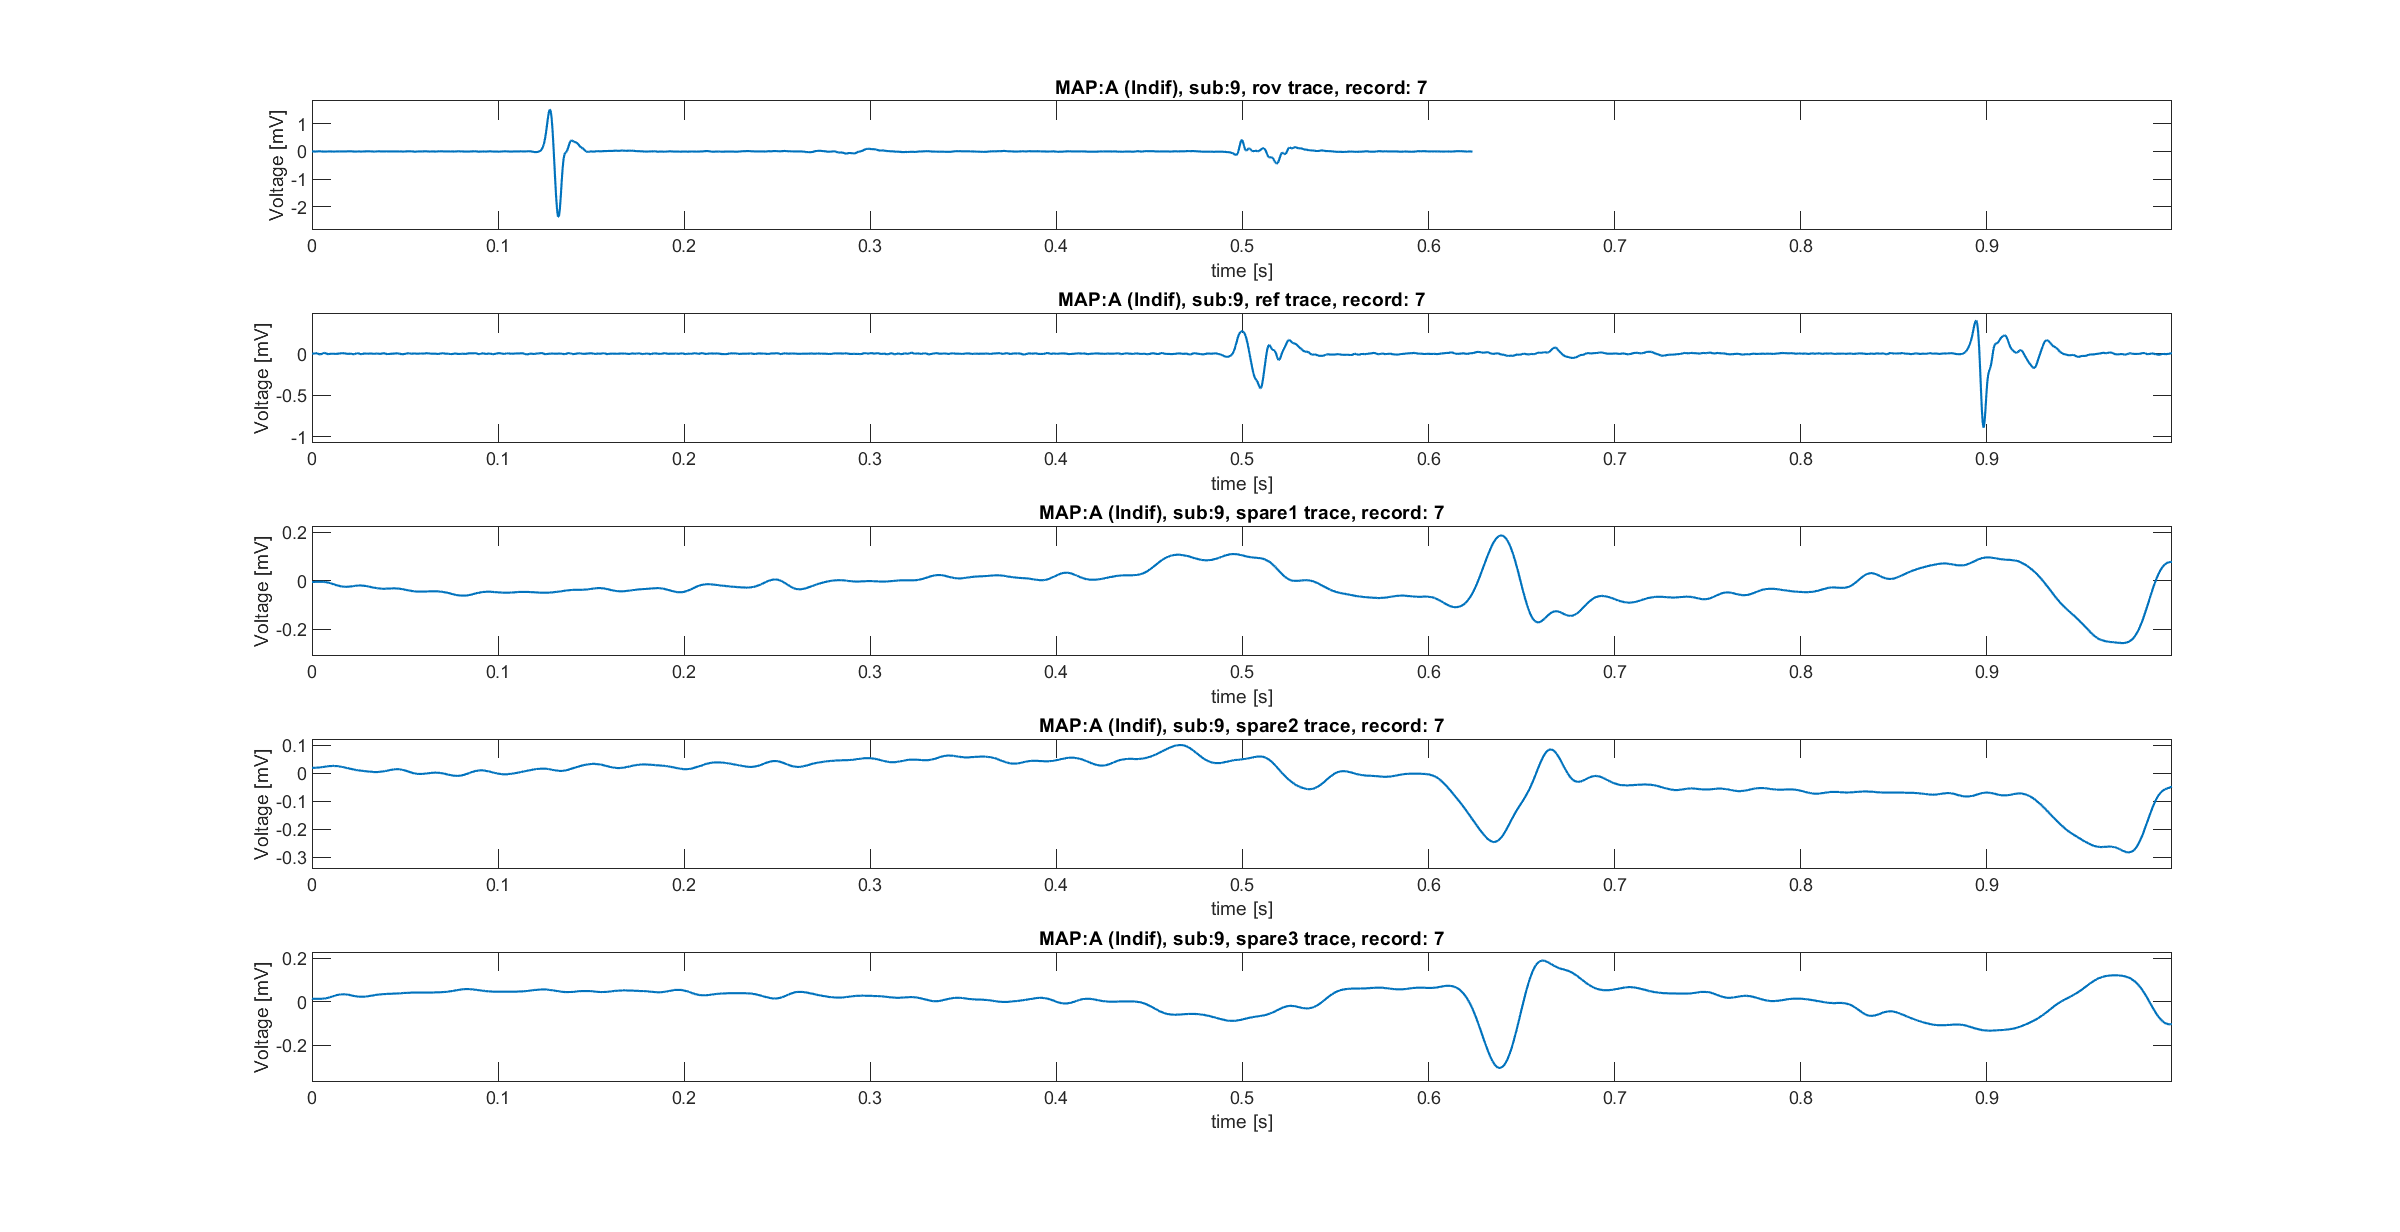 MAP:A (Indif), sub:9, rov trace, record: 7
Voltage [mV]
1
0
-1
-2
0 0.1 0.2 0.3 0.4 0.5 0.6 0.7 0.8 0.9
time [s]
MAP:A (Indif), sub:9, ref trace, record: 7
Voltage [mV]
0
-0.5
-1
0 0.1 0.2 0.3 0.4 0.5 0.6 0.7 0.8 0.9
time [s]
MAP:A (Indif), sub:9, spare1 trace, record: 7
Voltage [mV]
0.2
0
-0.2
0 0.1 0.2 0.3 0.4 0.5 0.6 0.7 0.8 0.9
time [s]
MAP:A (Indif), sub:9, spare2 trace, record: 7
Voltage [mV]
0.1
0
-0.1
-0.2
-0.3
0 0.1 0.2 0.3 0.4 0.5 0.6 0.7 0.8 0.9
time [s]
MAP:A (Indif), sub:9, spare3 trace, record: 7
Voltage [mV]
0.2
0
-0.2
0 0.1 0.2 0.3 0.4 0.5 0.6 0.7 0.8 0.9
time [s]